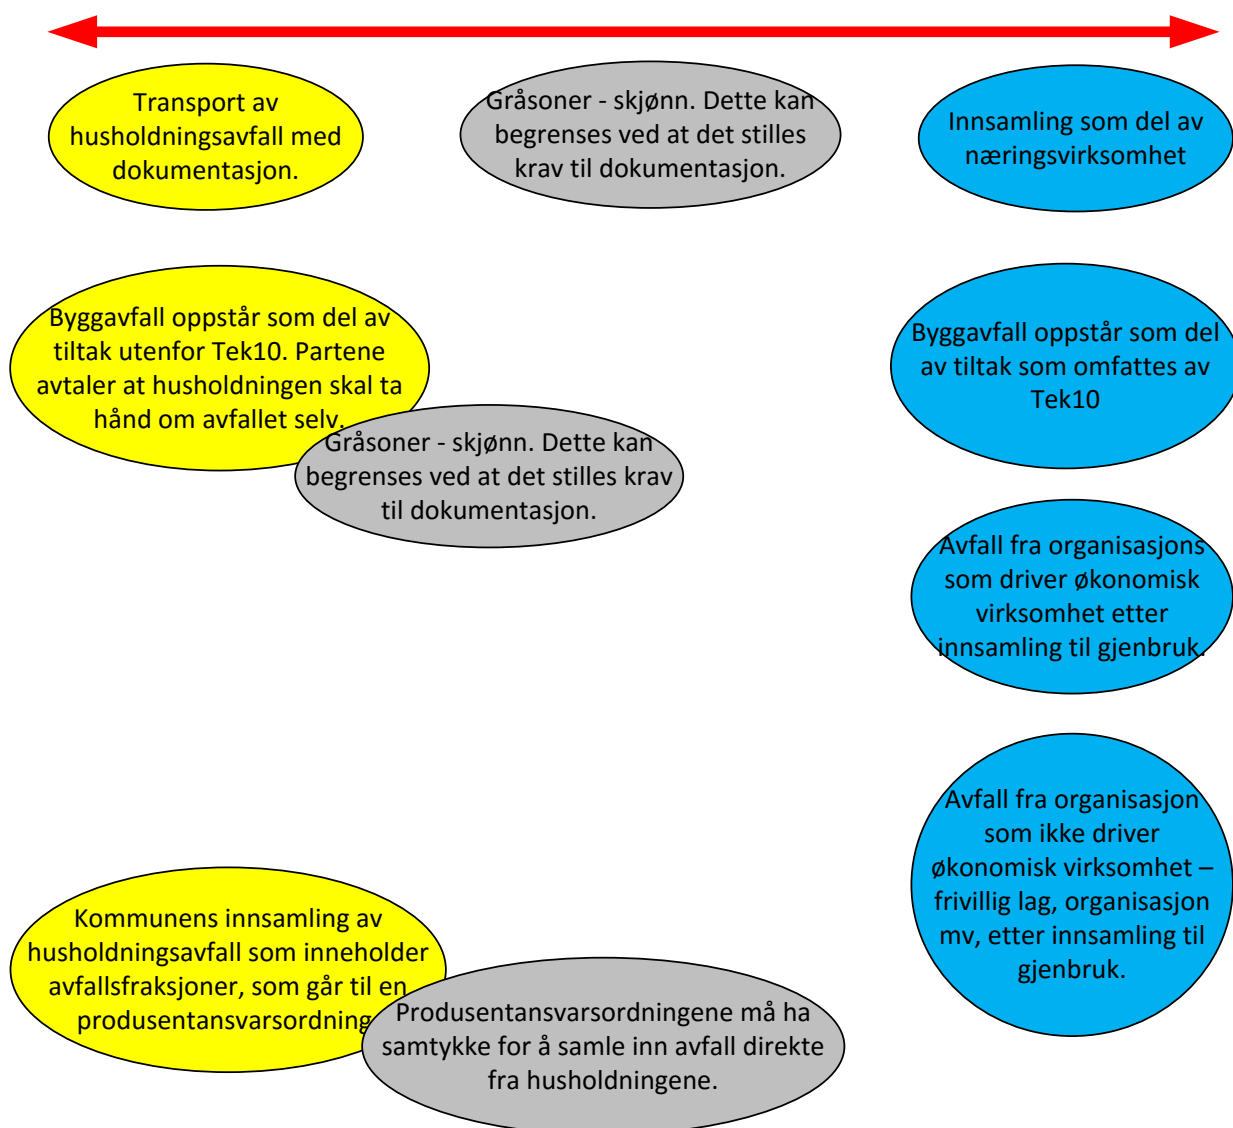 Transport av
husholdningsavfall med
dokumentasjon.
Gråsoner - skjønn. Dette kan
begrenses ved at det stilles
krav til dokumentasjon.
Innsamling som del av
næringsvirksomhet
Byggavfall oppstår som del av
tiltak utenfor Tek10. Partene
avtaler at husholdningen skal ta
hånd om avfallet selv.
Gråsoner - skjønn. Dette kan
begrenses ved at det stilles krav
til dokumentasjon.
Byggavfall oppstår som del
av tiltak som omfattes av
Tek10
Avfall fra organisasjons
som driver økonomisk
virksomhet etter
innsamling til gjenbruk.
Avfall fra organisasjon
som ikke driver
økonomisk virksomhet –
frivillig lag, organisasjon
mv, etter innsamling til
gjenbruk.
Kommunens innsamling av
husholdningsavfall som inneholder
avfallsfraksjoner, som går til en
produsentansvarsordning
Produsentansvarsordningene må ha
samtykke for å samle inn avfall direkte
fra husholdningene.